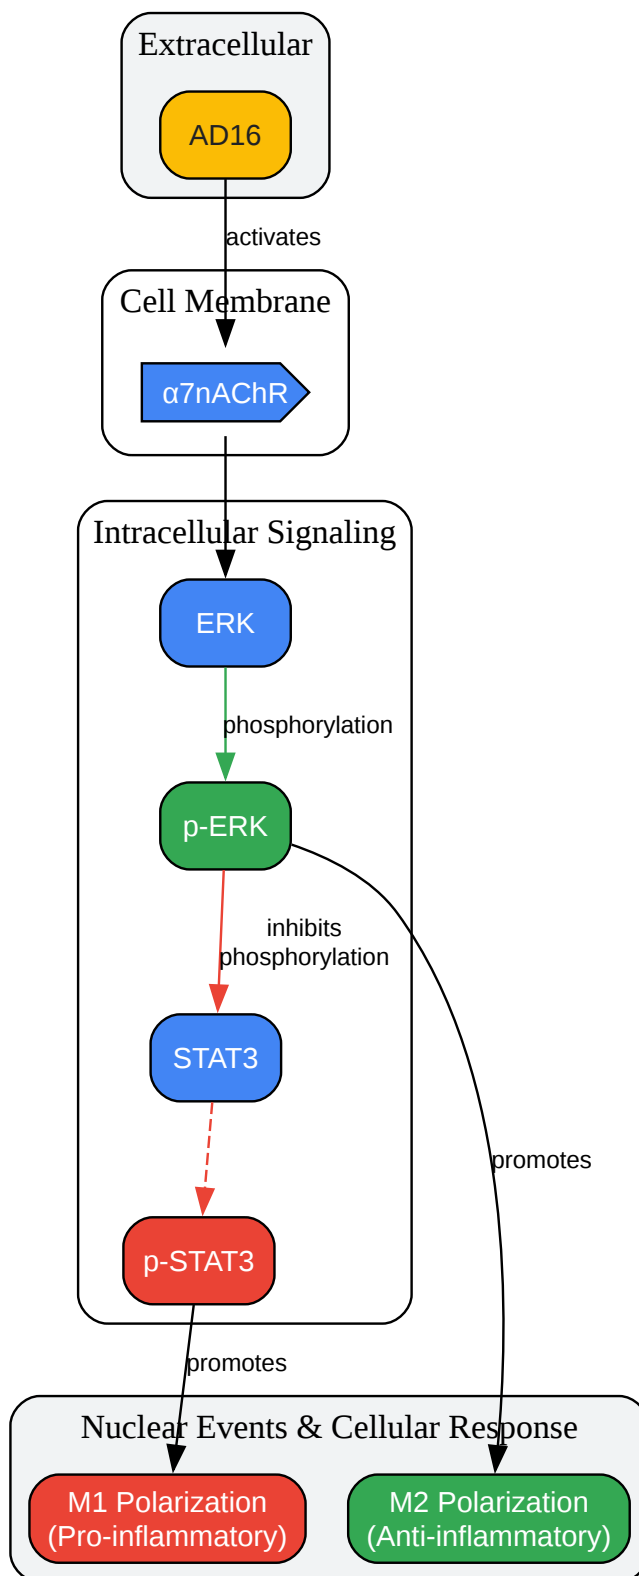 Extracellular
AD16
activates
Cell Membrane
α7nAChR
Intracellular Signaling
ERK
phosphorylation
p-ERK
inhibits
phosphorylation
STAT3
promotes
p-STAT3
promotes
Nuclear Events & Cellular Response
M1 Polarization
(Pro-inflammatory)
M2 Polarization
(Anti-inflammatory)